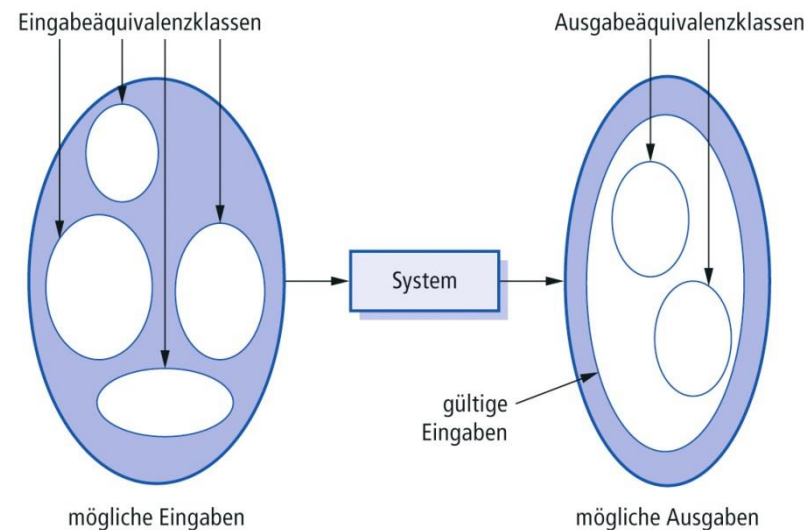 Eingabeäquivalenzklassen
Ausgabeäquivalenzklassen
System
gültige
Eingaben
mögliche Eingaben
mögliche Ausgaben